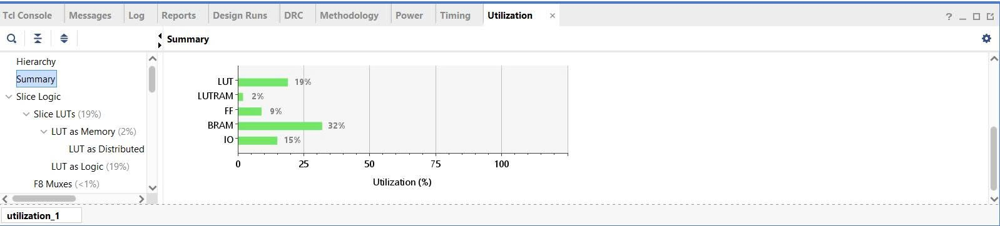 Tcl Console Messages Log Reports Design Runs DRC Methodology Power Timing Utilization × ? _
Summary
Hierarchy
Summary
Slice Logic
Slice LUTs (19%)
LUT as Memory (2%)
LUT as Distributed
LUT as Logic (19%)
F8 Muxes (<1%)
LUT 19%
LUTRAM 2%
FF 9%
BRAM 32%
IO 15%
0 25 50 75 100
Utilization (%)
utilization_1